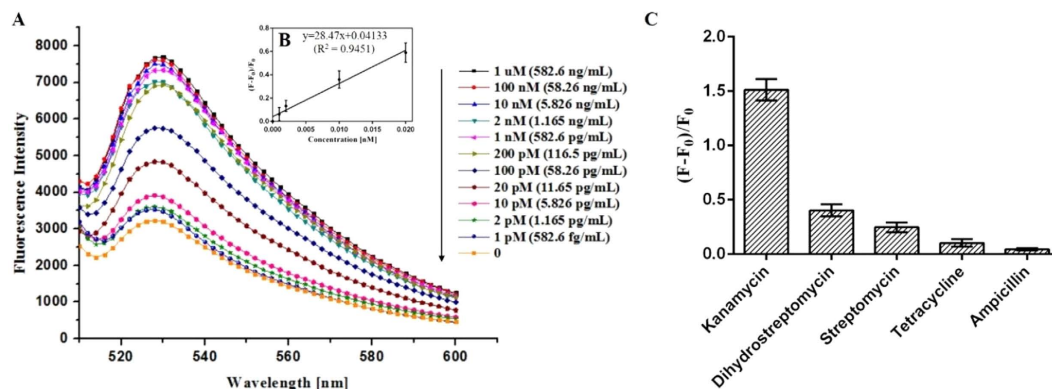 A
B
y=28.47x+0.04133
(R² = 0.9451)
(F-F₀)/F₀
0.8
0.6
0.4
0.2
0.0
0.000 0.005 0.010 0.015 0.020
Concentration [nM]
Fluorescence Intensity
8000
7000
6000
5000
4000
3000
2000
1000
0
520 540 560 580 600
Wavelength [nm]
1 uM (582.6 ng/mL)
100 nM (58.26 ng/mL)
10 nM (5.826 ng/mL)
2 nM (1.165 ng/mL)
1 nM (582.6 pg/mL)
200 pM (116.5 pg/mL)
100 pM (58.26 pg/mL)
20 pM (11.65 pg/mL)
10 pM (5.826 pg/mL)
2 pM (1.165 pg/mL)
1 pM (582.6 fg/mL)
0
C
(F-F₀)/F₀
2.0
1.5
1.0
0.5
0.0
Kanamycin
Dihydrostreptomycin
Streptomycin
Tetracycline
Ampicillin